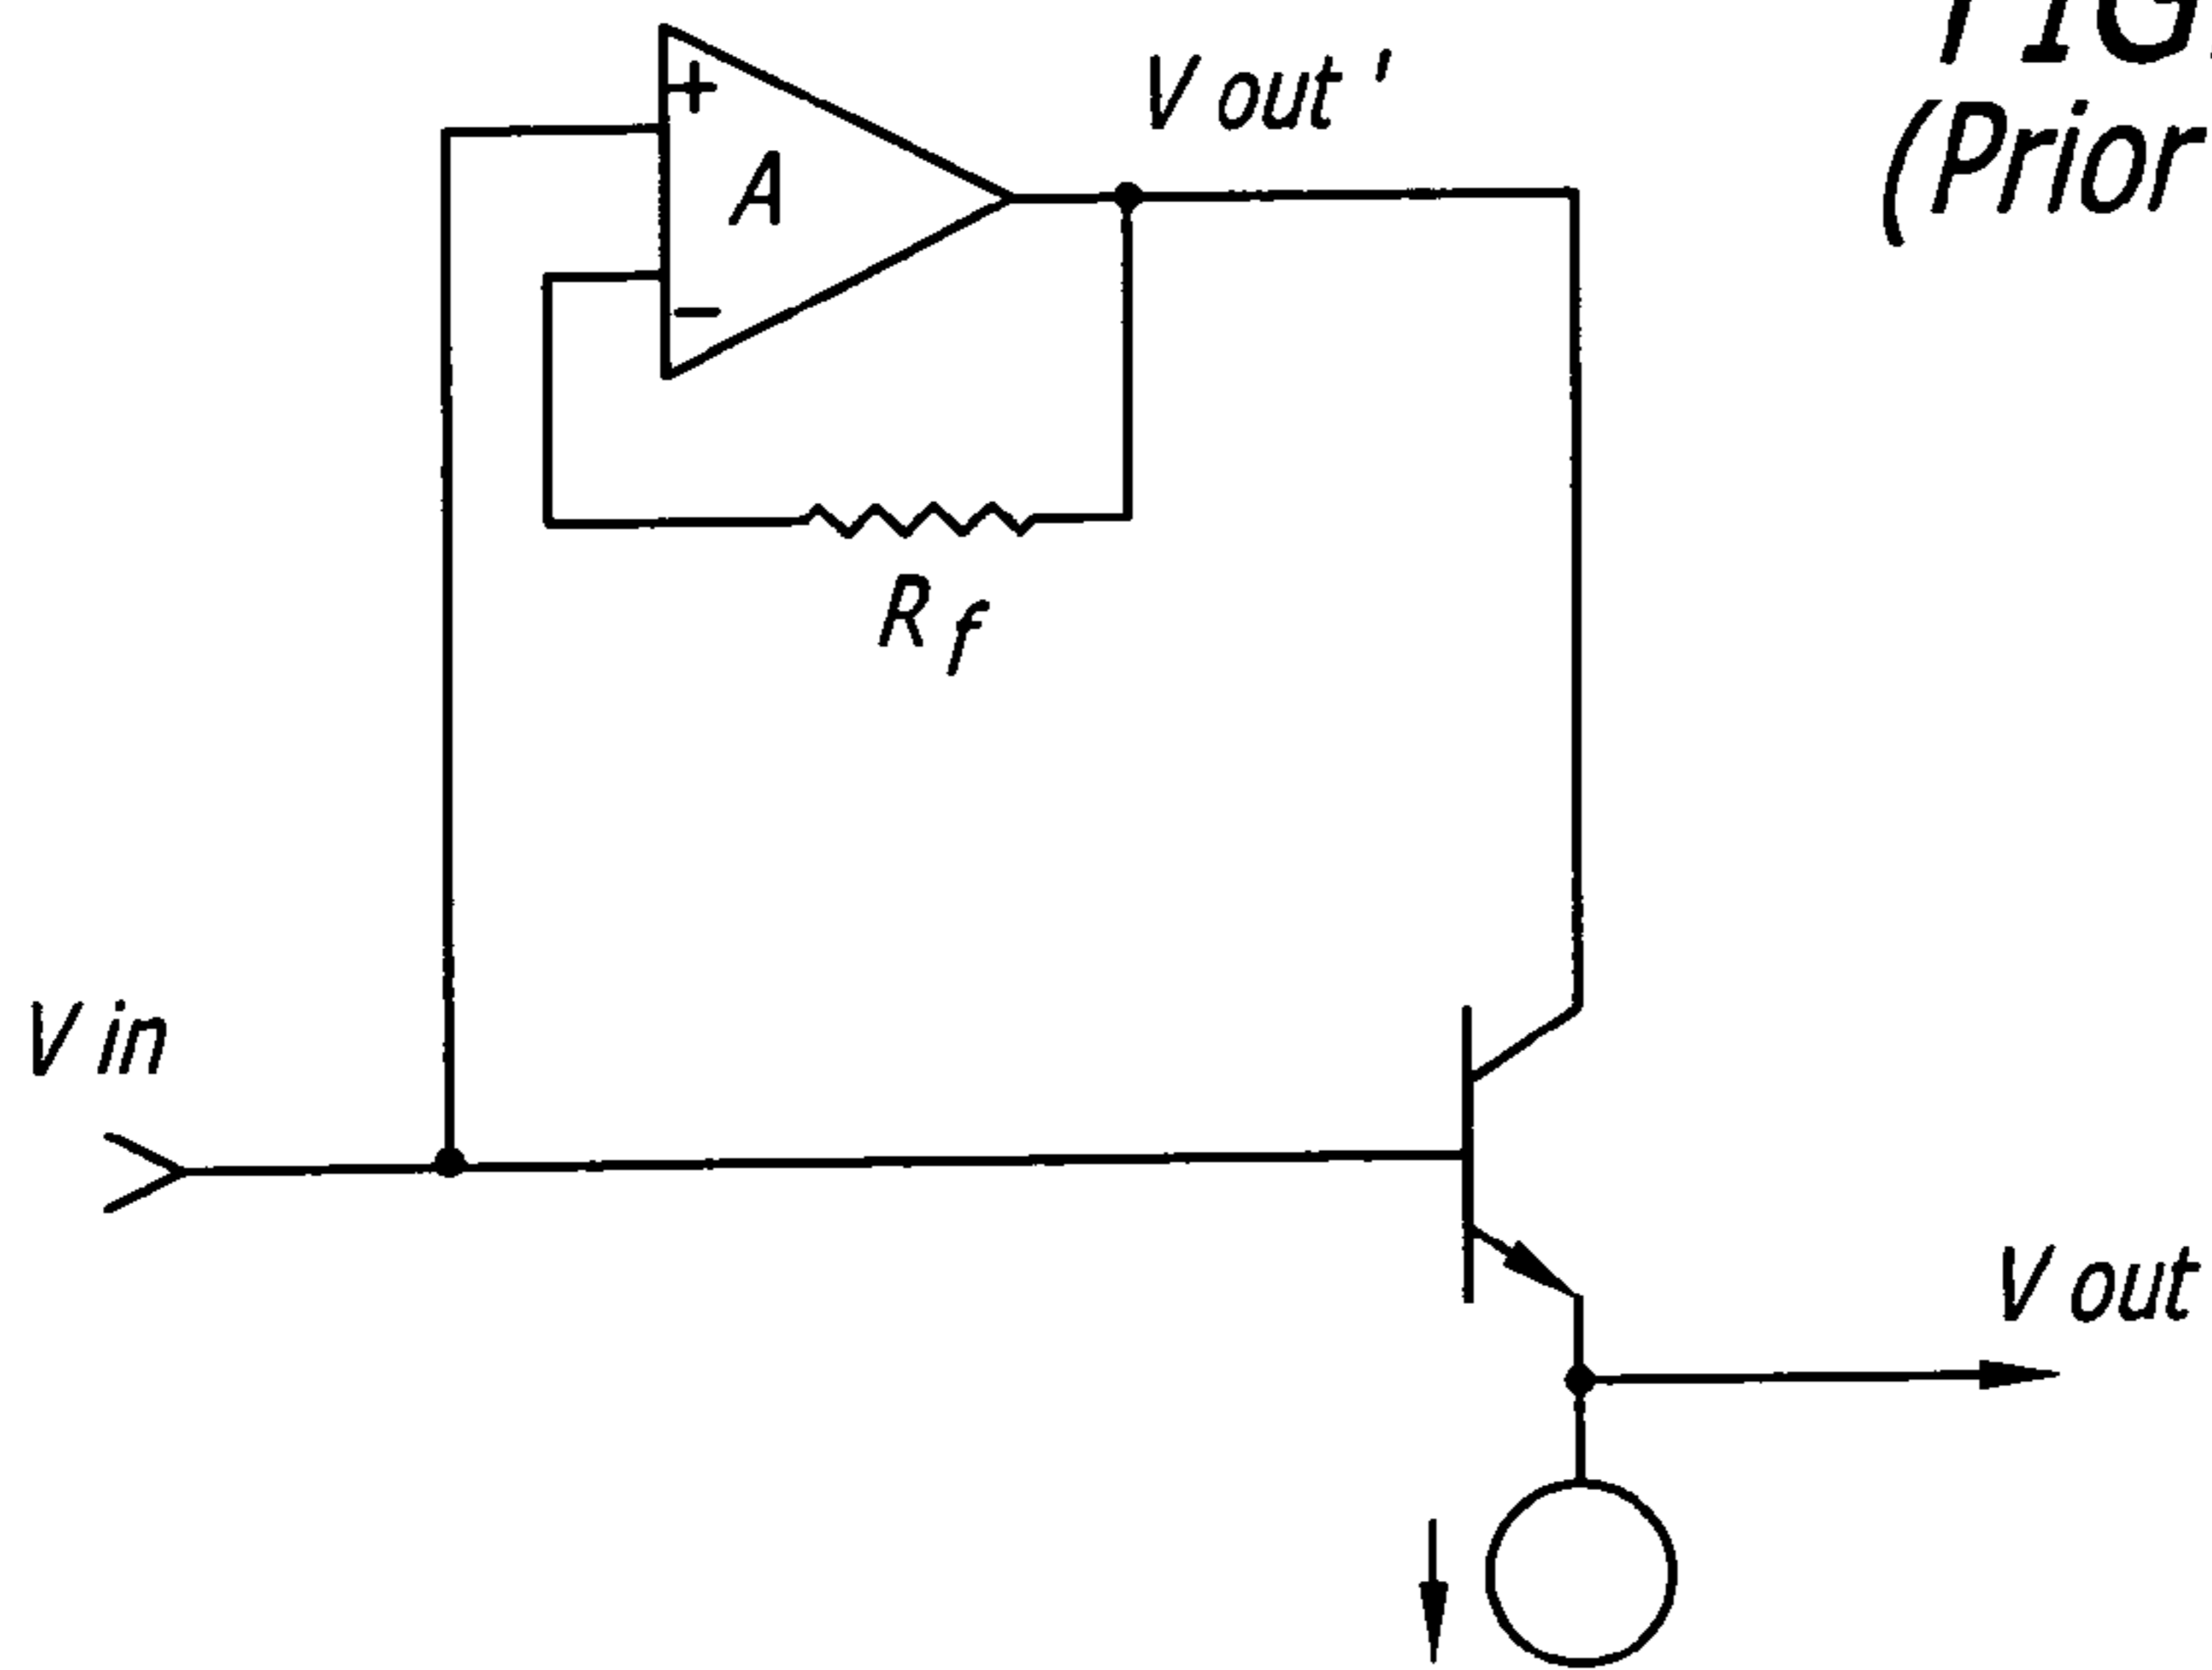 (Prior
+
V out '
A
−
R f
V in
V out